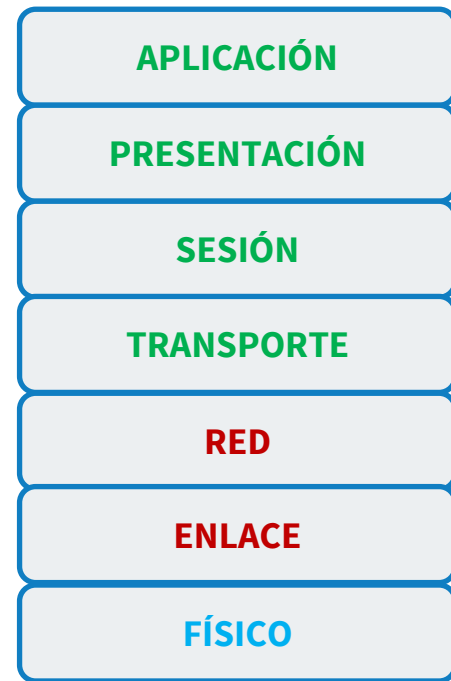 APLICACIÓN
PRESENTACIÓN
SESIÓN
TRANSPORTE
RED
ENLACE
FÍSICO